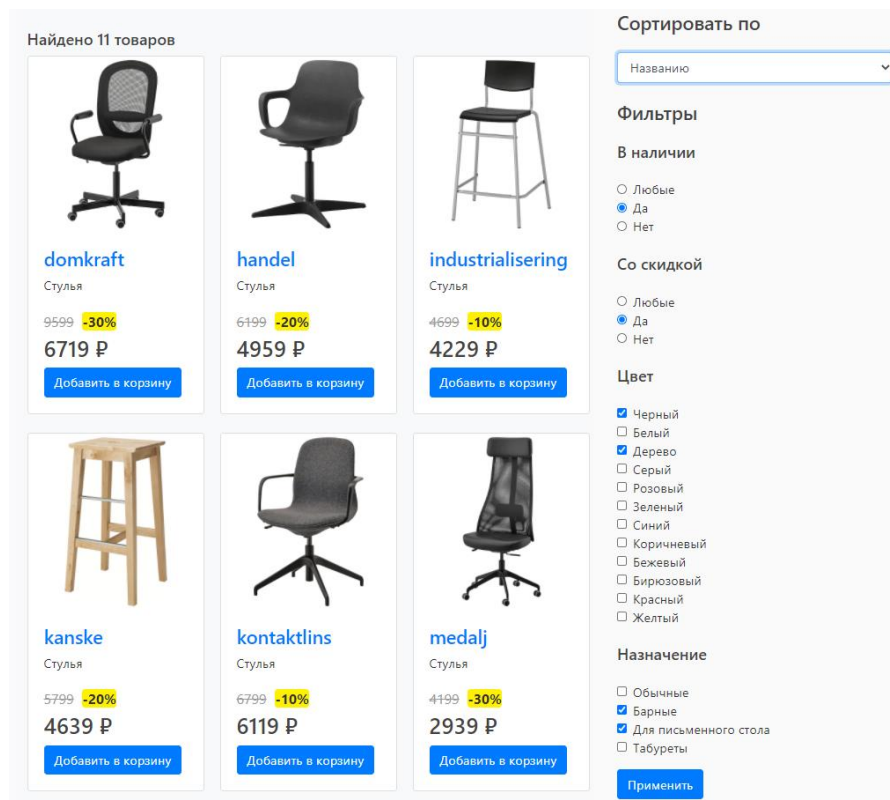 Найдено 11 товаров
domkraft
Стулья
9599 -30%
6719 ₽
Добавить в корзину
handel
Стулья
6199 -20%
4959 ₽
Добавить в корзину
industrialisering
Стулья
4699 -10%
4229 ₽
Добавить в корзину
kanske
Стулья
5799 -20%
4639 ₽
Добавить в корзину
kontaktlins
Стулья
6799 -10%
6119 ₽
Добавить в корзину
medalj
Стулья
4199 -30%
2939 ₽
Добавить в корзину
Сортировать по
Названию
Фильтры
В наличии
Любые
Да
Нет
Со скидкой
Любые
Да
Нет
Цвет
Черный
Белый
Дерево
Серый
Розовый
Зеленый
Синий
Коричневый
Бежевый
Бирюзовый
Красный
Желтый
Назначение
Обычные
Барные
Для письменного стола
Табуреты
Применить